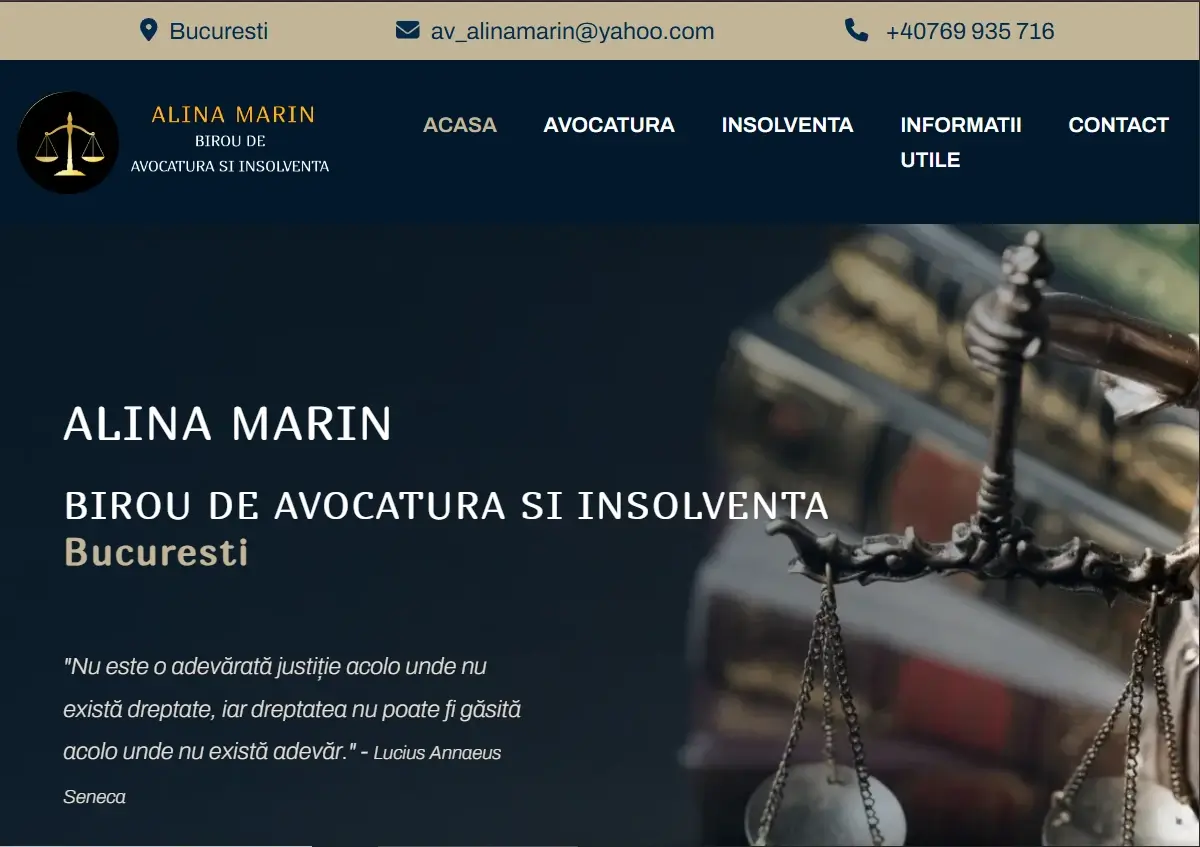 Bucuresti
av_alinamarin@yahoo.com
+40769 935 716
ALINA MARIN
BIROU DE
AVOCATURA SI INSOLVENTA
ACASA
AVOCATURA
INSOLVENTA
INFORMATII
UTILE
CONTACT
ALINA MARIN
BIROU DE AVOCATURA SI INSOLVENTA
Bucuresti
"Nu este o adevărată justiție acolo unde nu
există dreptate, iar dreptatea nu poate fi găsită
acolo unde nu există adevăr." - Lucius Annaeus
Seneca